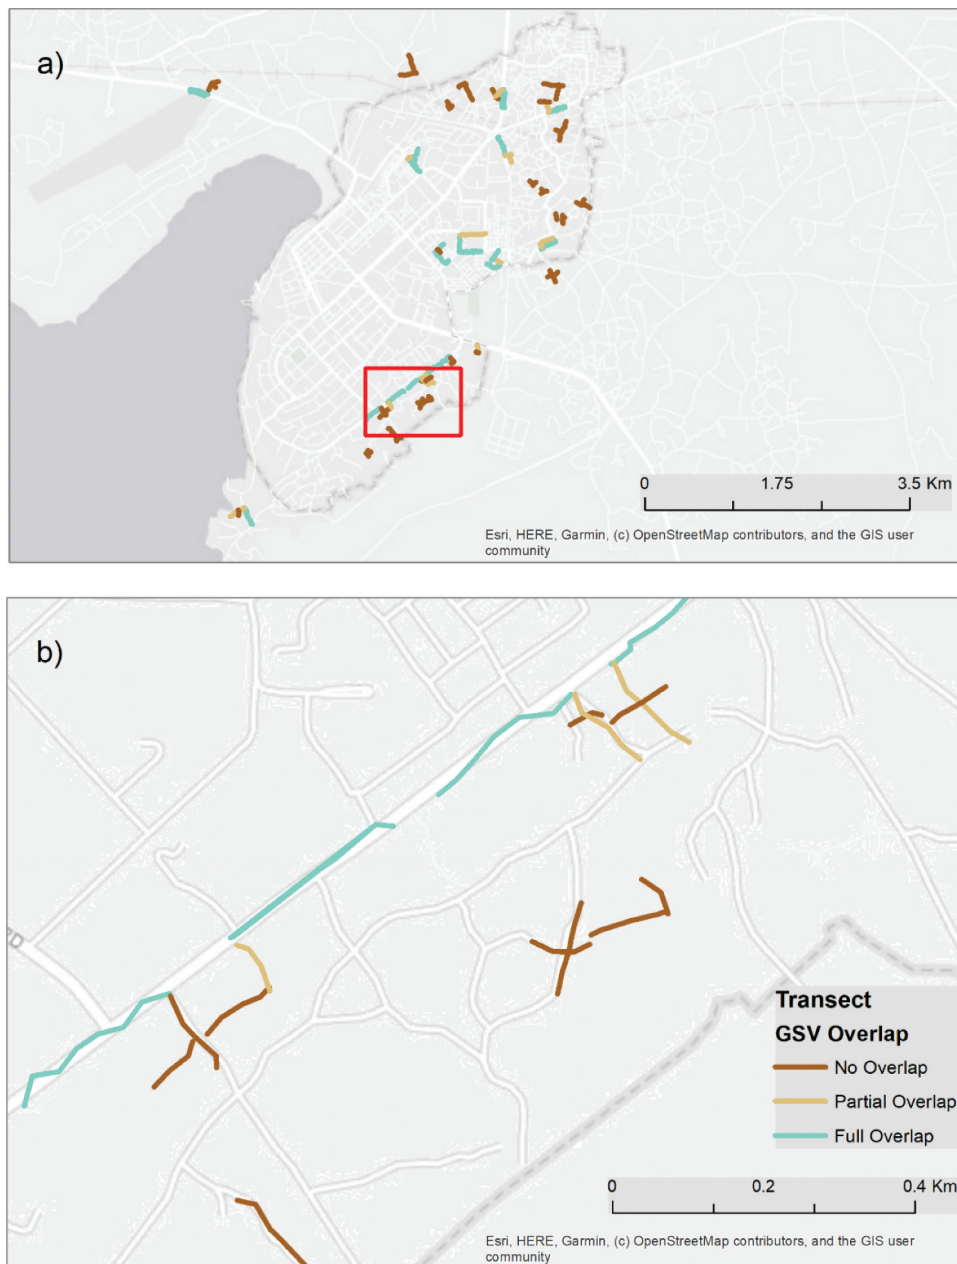 a)
0 1.75 3.5 Km
Esri, HERE, Garmin, (c) OpenStreetMap contributors, and the GIS user
community
b)
Transect
GSV Overlap
No Overlap
Partial Overlap
Full Overlap
0 0.2 0.4 Km
Esri, HERE, Garmin, (c) OpenStreetMap contributors, and the GIS user
community